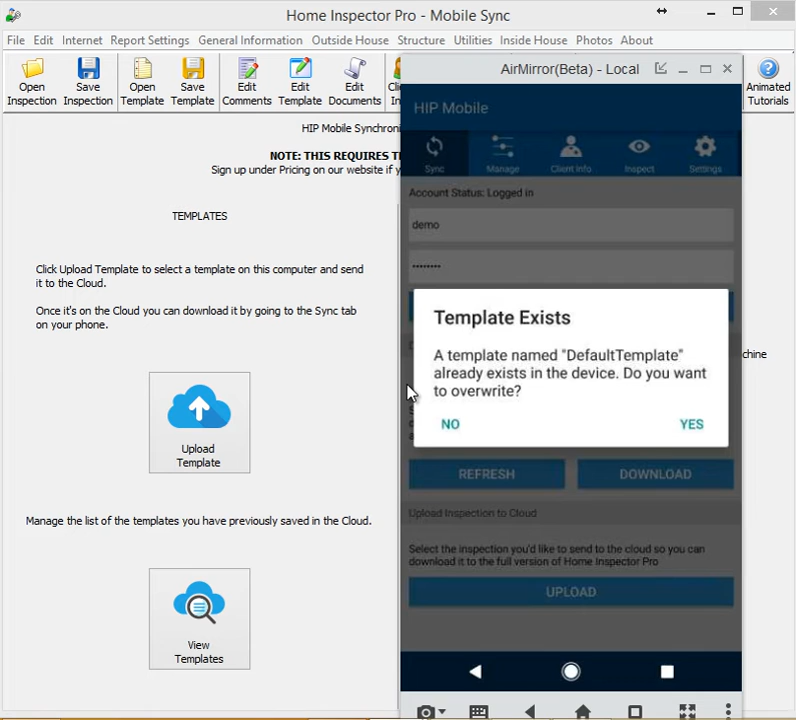 Home Inspector Pro - Mobile Sync
File Edit Internet Report Settings General Information Outside House Structure Utilities Inside House Photos About
Open Inspection
Save Inspection
Open Template
Save Template
Edit Comments
Edit Template
Edit Documents
Animated Tutorials
HIP Mobile Synchroni
NOTE: THIS REQUIRES T
Sign up under Pricing on our website if y
TEMPLATES
Click Upload Template to select a template on this computer and send
it to the Cloud.
Once it's on the Cloud you can download it by going to the Sync tab
on your phone.
Upload
Template
Manage the list of the templates you have previously saved in the Cloud.
View
Templates
chine
AirMirror(Beta) - Local
HIP Mobile
Sync Manage Client Info Inspect Settings
Account Status: Logged in
demo
••••••••
Template Exists
A template named "DefaultTemplate"
already exists in the device. Do you want
to overwrite?
NO YES
REFRESH DOWNLOAD
Upload Inspection to Cloud
Select the inspection you'd like to send to the cloud so you can
download it to the full version of Home Inspector Pro
UPLOAD